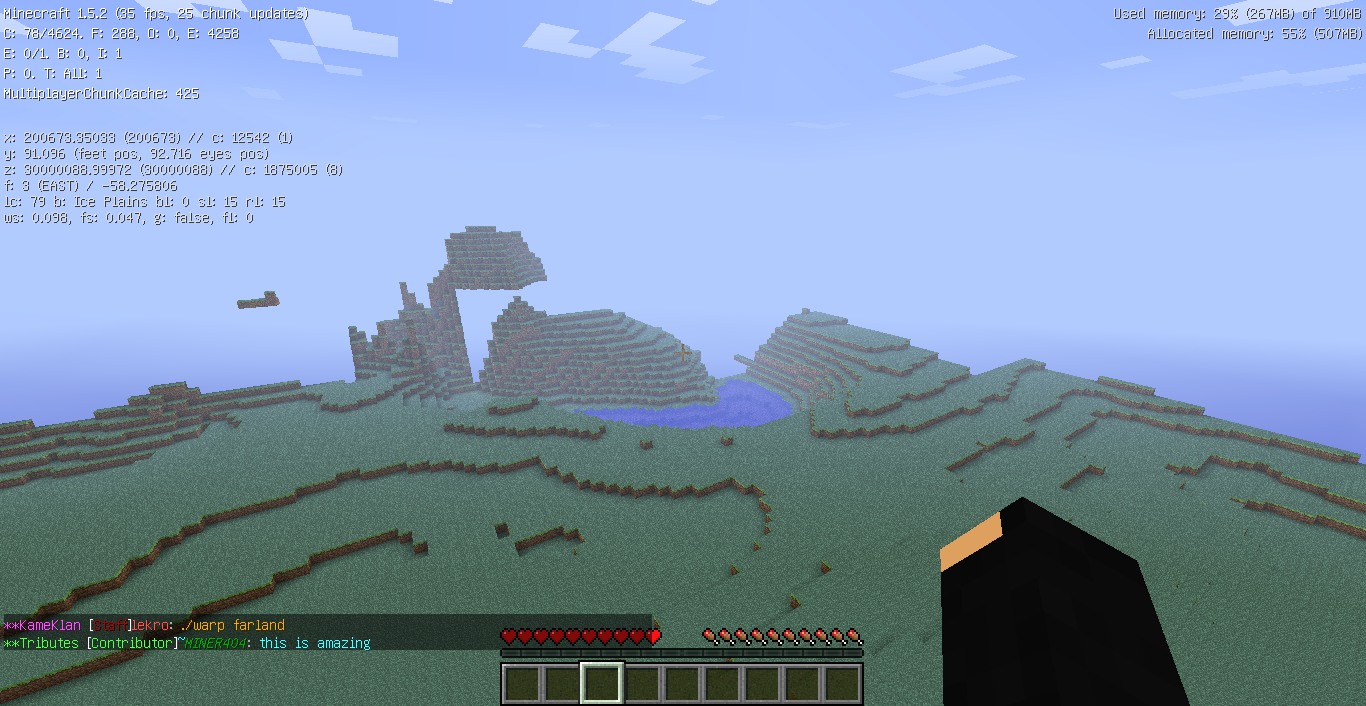 Minecraft 1.5.2 (35 fps, 25 chunk updates)
C: 78/4624. F: 288, O: 0, E: 4258
E: 0/1. B: 0, I: 1
P: 0. T: All: 1
MultiplayerChunkCache: 425
Used memory: 29% (267MB) of 910MB
Allocated memory: 55% (507MB)
x: 200673.35033 (200673) // c: 12542 (1)
y: 91.096 (feet pos, 92.716 eyes pos)
z: 30000088.99972 (30000088) // c: 1875005 (8)
f: 3 (EAST) / -58.275806
lc: 79 b: Ice Plains bl: 0 sl: 15 rl: 15
ws: 0.098, fs: 0.047, g: false, fl: 0
**KameKlan [Staff]lekro: ./warp farland
**Tributes [Contributor]~MINER404: this is amazing